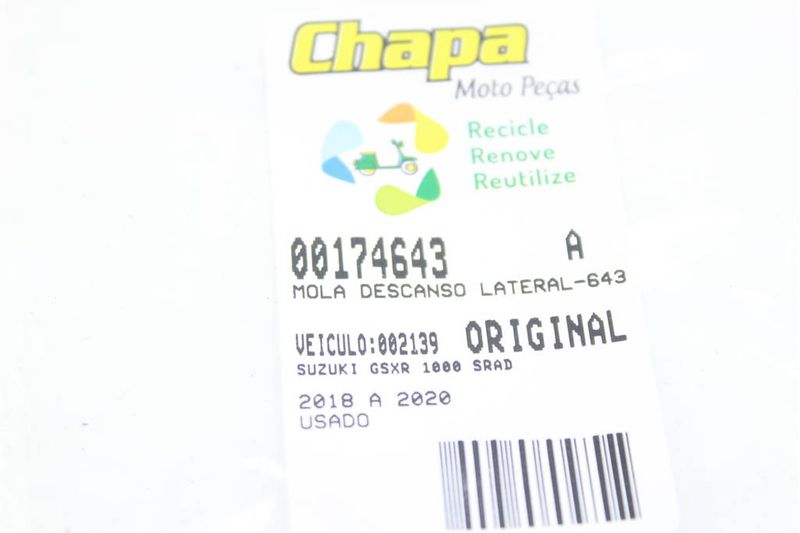 Chapa
Moto Peças
Recicle
Renove
Reutilize
00174643 A
MOLA DESCANSO LATERAL-643
VEICULO:002139 ORIGINAL
SUZUKI GSXR 1000 SRAD
2018 A 2020
USADO